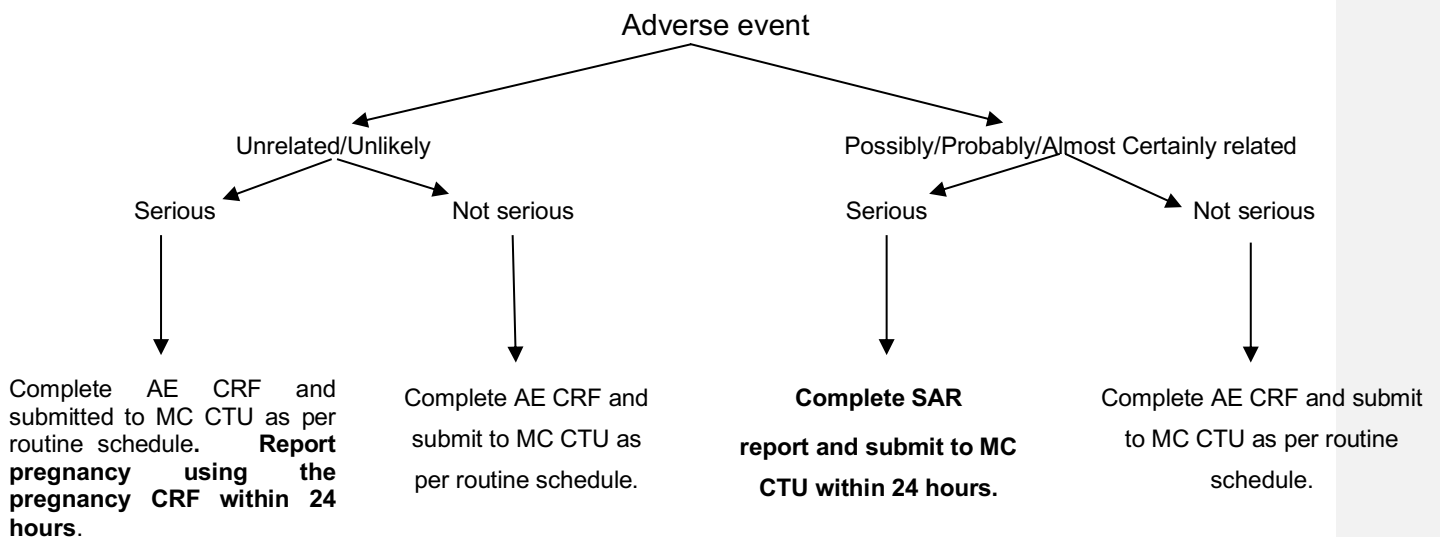 Adverse event
Unrelated/Unlikely
Possibly/Probably/Almost Certainly related
Serious
Not serious
Serious
Not serious
Complete AE CRF and
submitted to MC CTU as per
routine schedule. Report
pregnancy using the
pregnancy CRF within 24
hours.
Complete AE CRF and
submit to MC CTU as
per routine schedule.
Complete SAR
report and submit to MC
CTU within 24 hours.
Complete AE CRF and submit
to MC CTU as per routine
schedule.